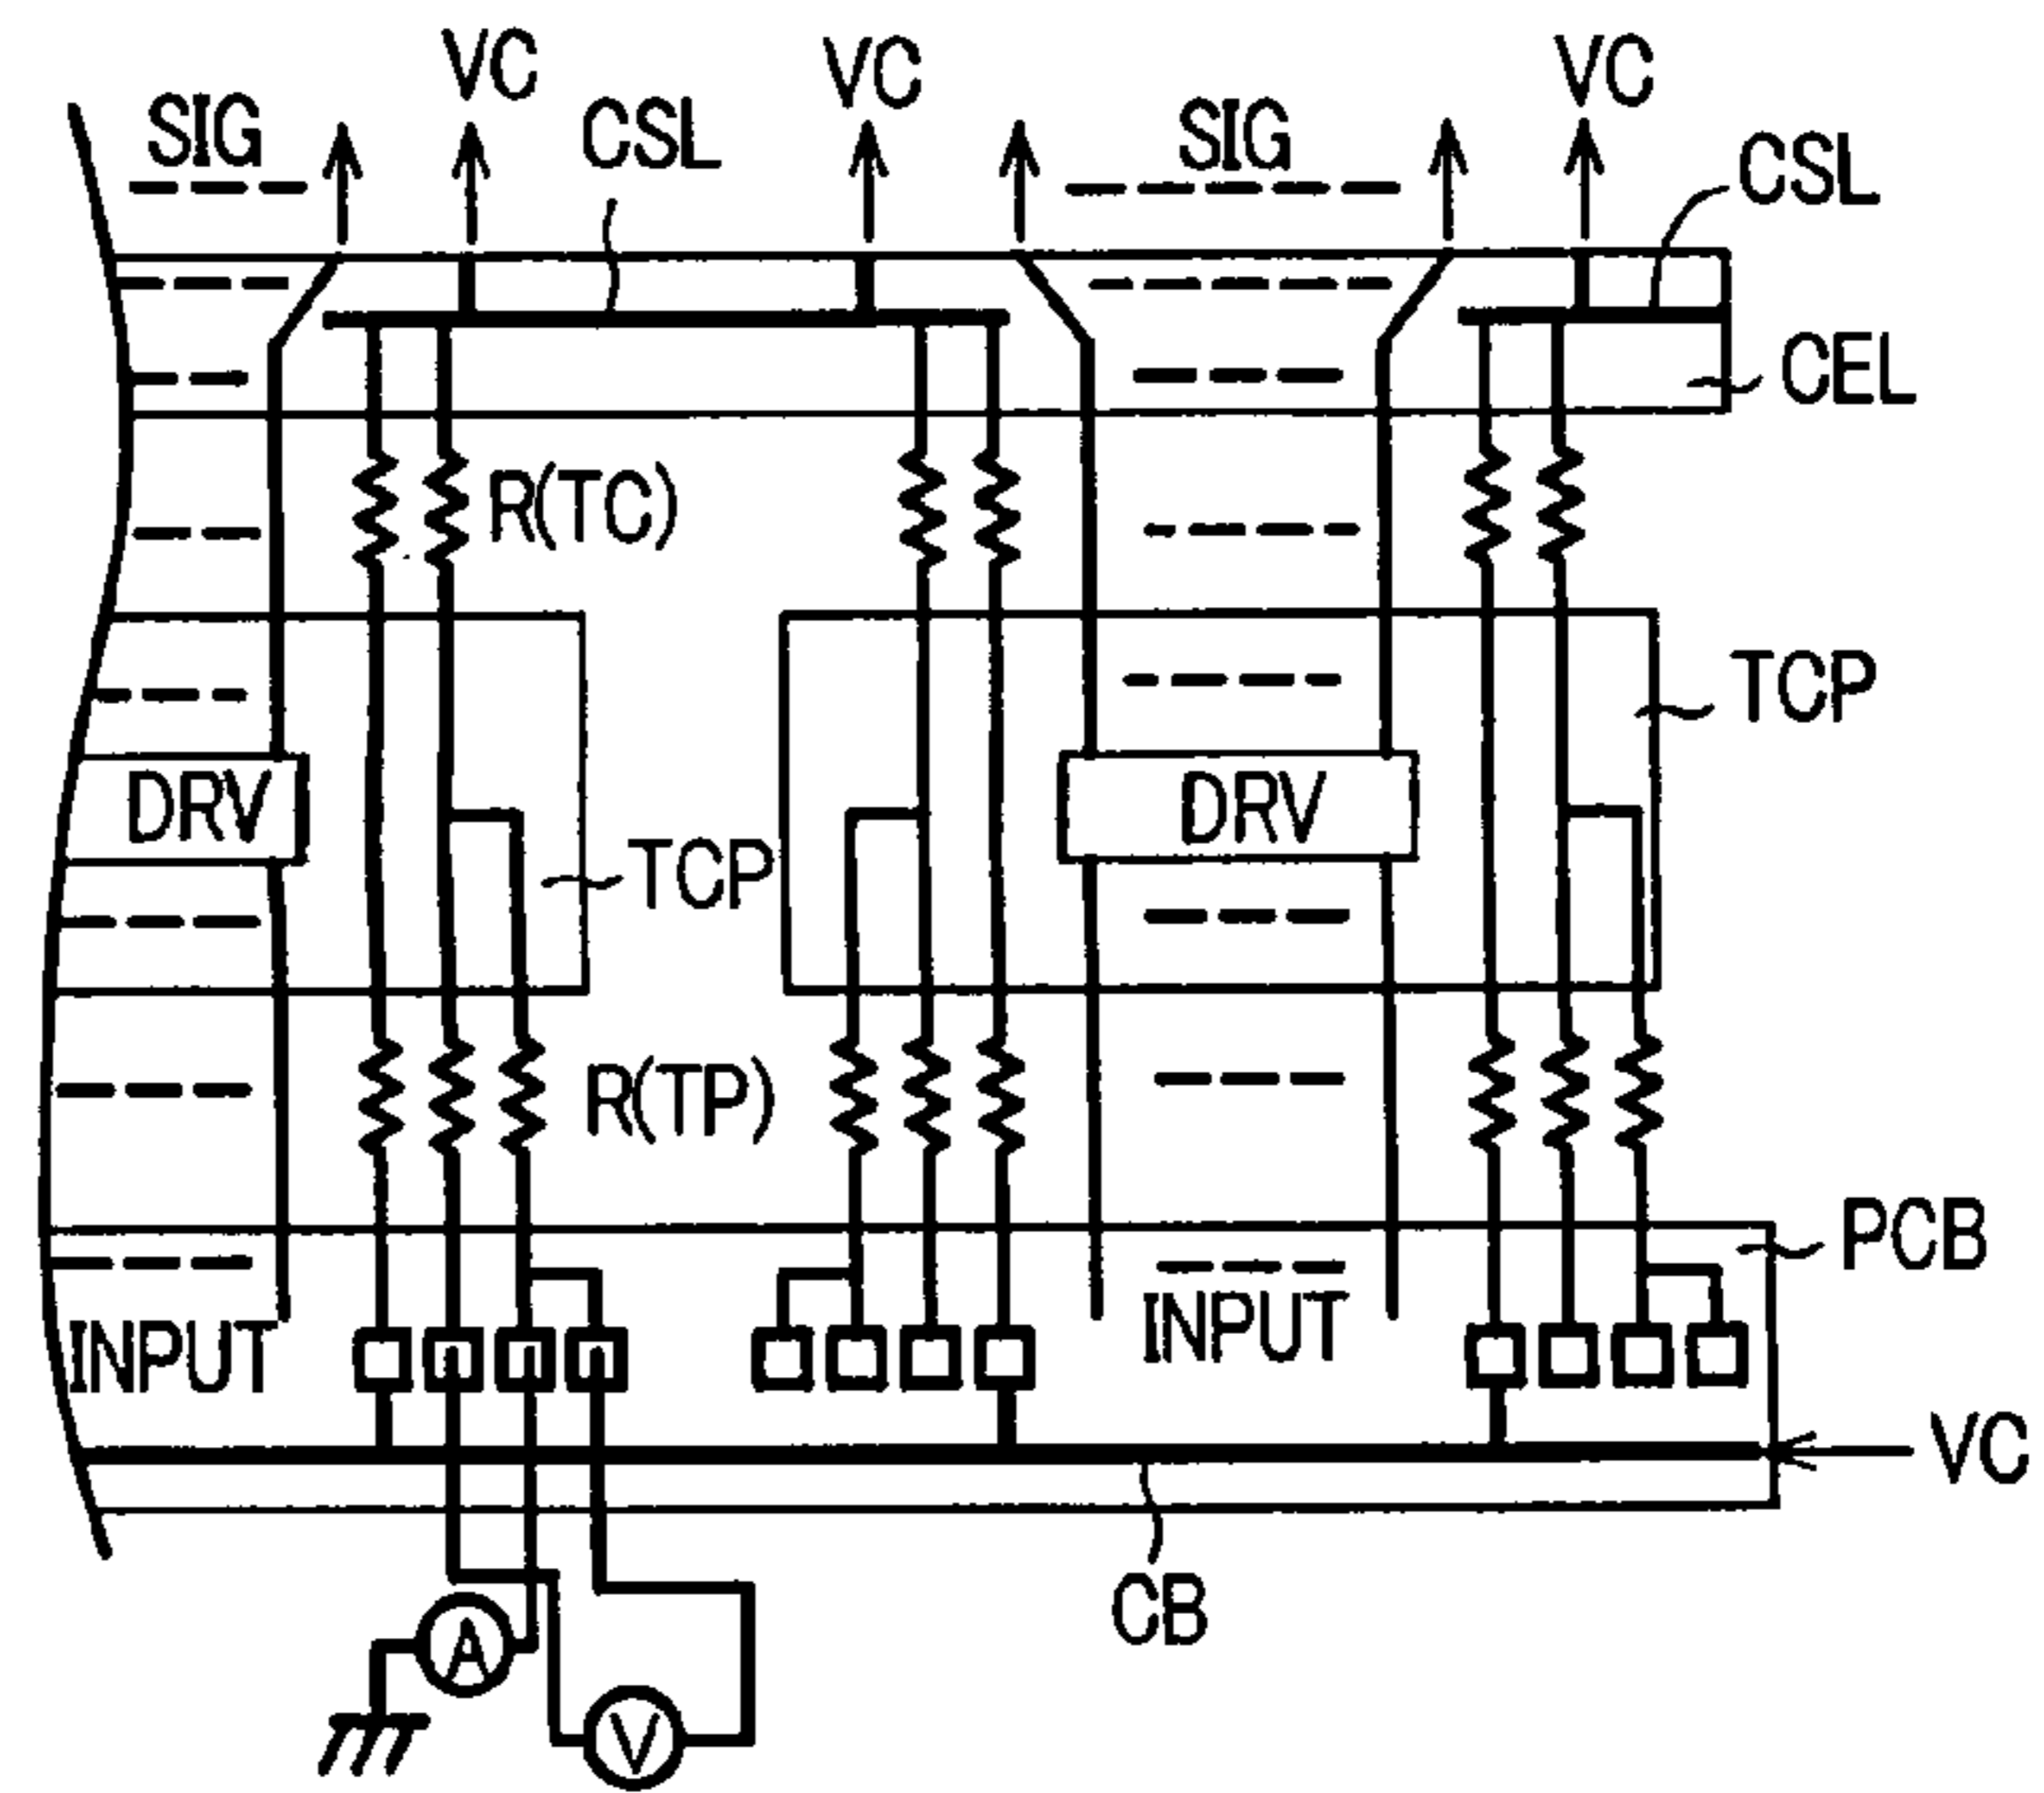 VC VC VC
SIG CSL SIG CSL
CEL
R(TC)
TCP
DRV DRV
TCP
R(TP)
PCB
INPUT INPUT
VC
CB
A
V